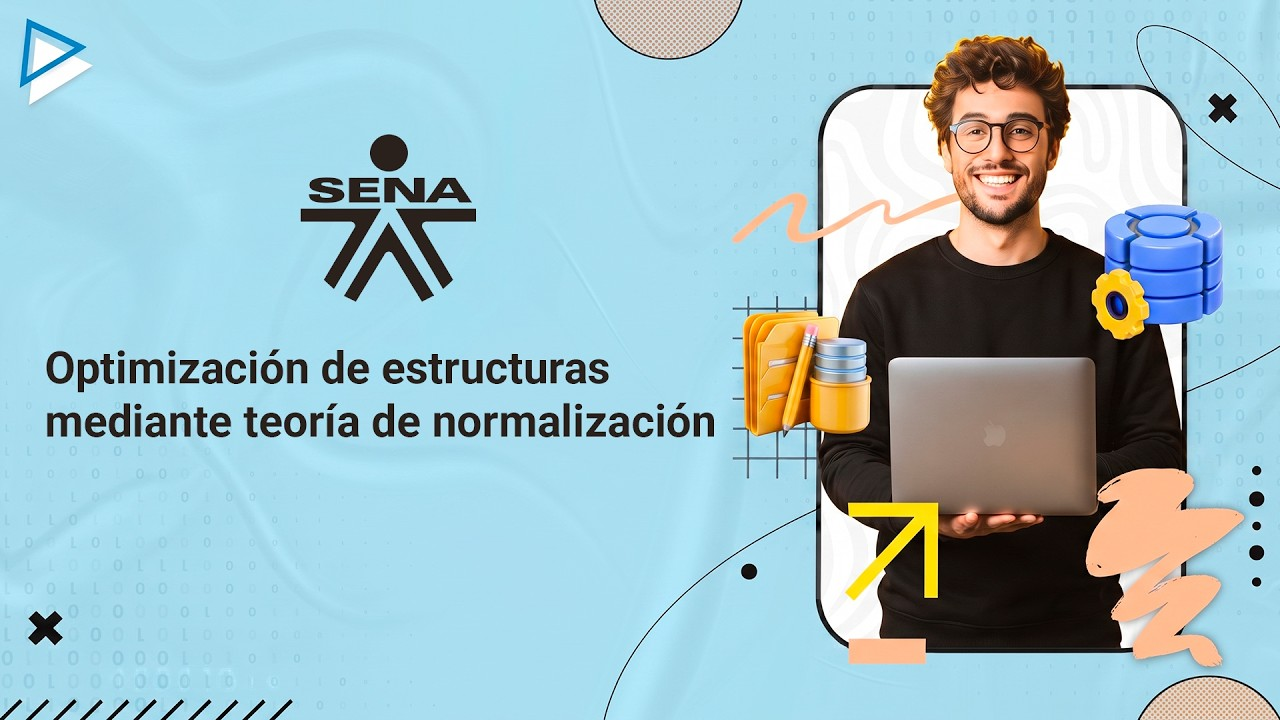 SENA
Optimización de estructuras
mediante teoría de normalización